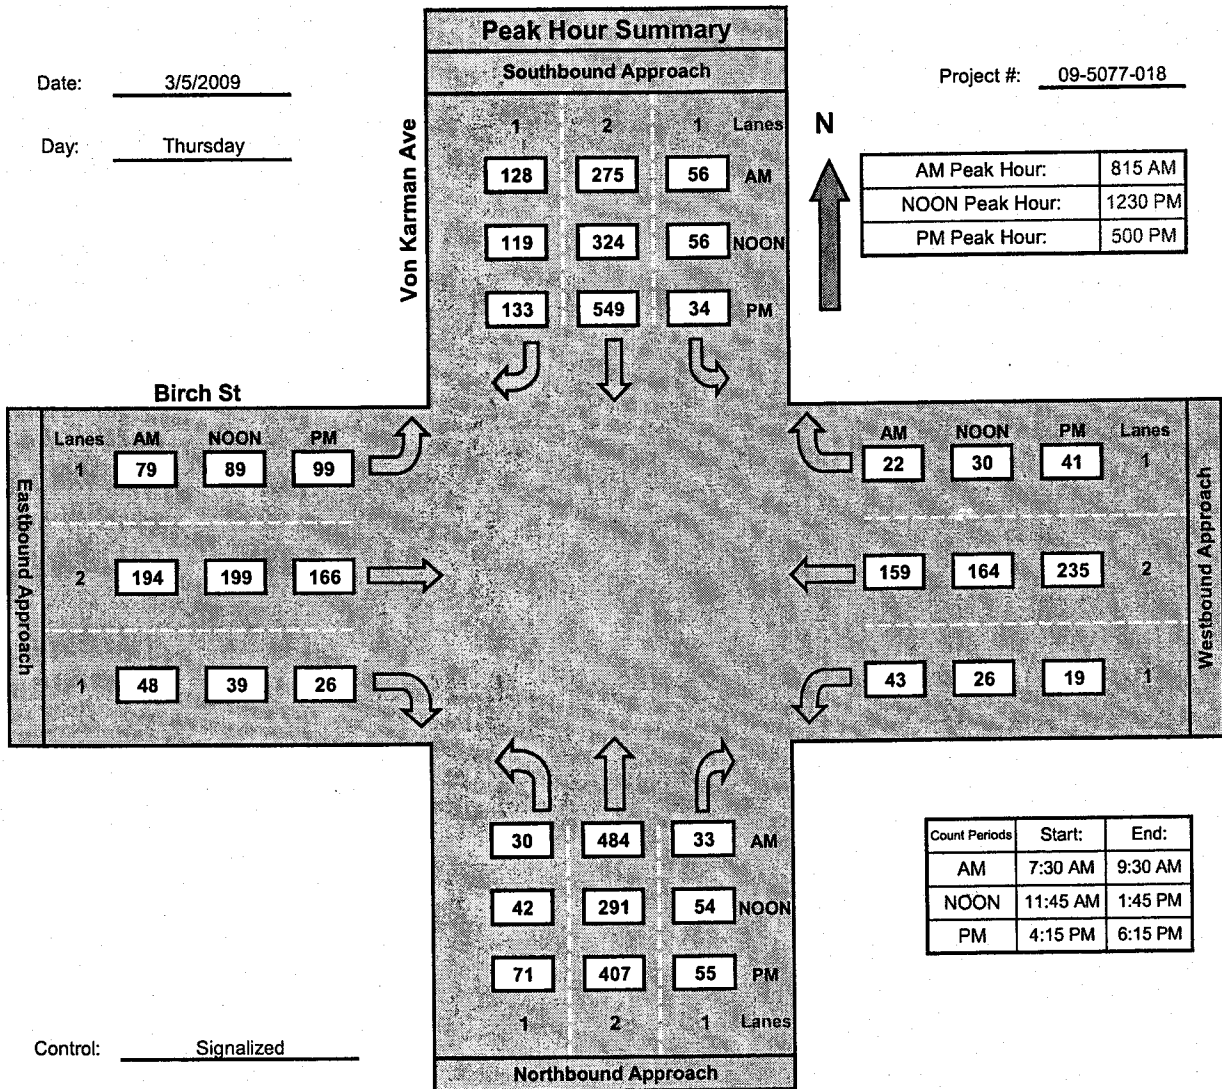 Peak Hour Summary
Southbound Approach
Date: 3/5/2009
Project #: 09-5077-018
Day: Thursday
Von Karman Ave
1 2 1 Lanes
N
128 275 56 AM
119 324 56 NOON
133 549 34 PM
AM Peak Hour: 815 AM
NOON Peak Hour: 1230 PM
PM Peak Hour: 500 PM
Birch St
Eastbound Approach
Lanes AM NOON PM
1 79 89 99
2 194 199 166
1 48 39 26
AM NOON PM Lanes
22 30 41 1
159 164 235 2
43 26 19 1
Westbound Approach
30 484 33 AM
42 291 54 NOON
71 407 55 PM
1 2 1 Lanes
Count Periods Start: End:
AM 7:30 AM 9:30 AM
NOON 11:45 AM 1:45 PM
PM 4:15 PM 6:15 PM
Control: Signalized
Northbound Approach